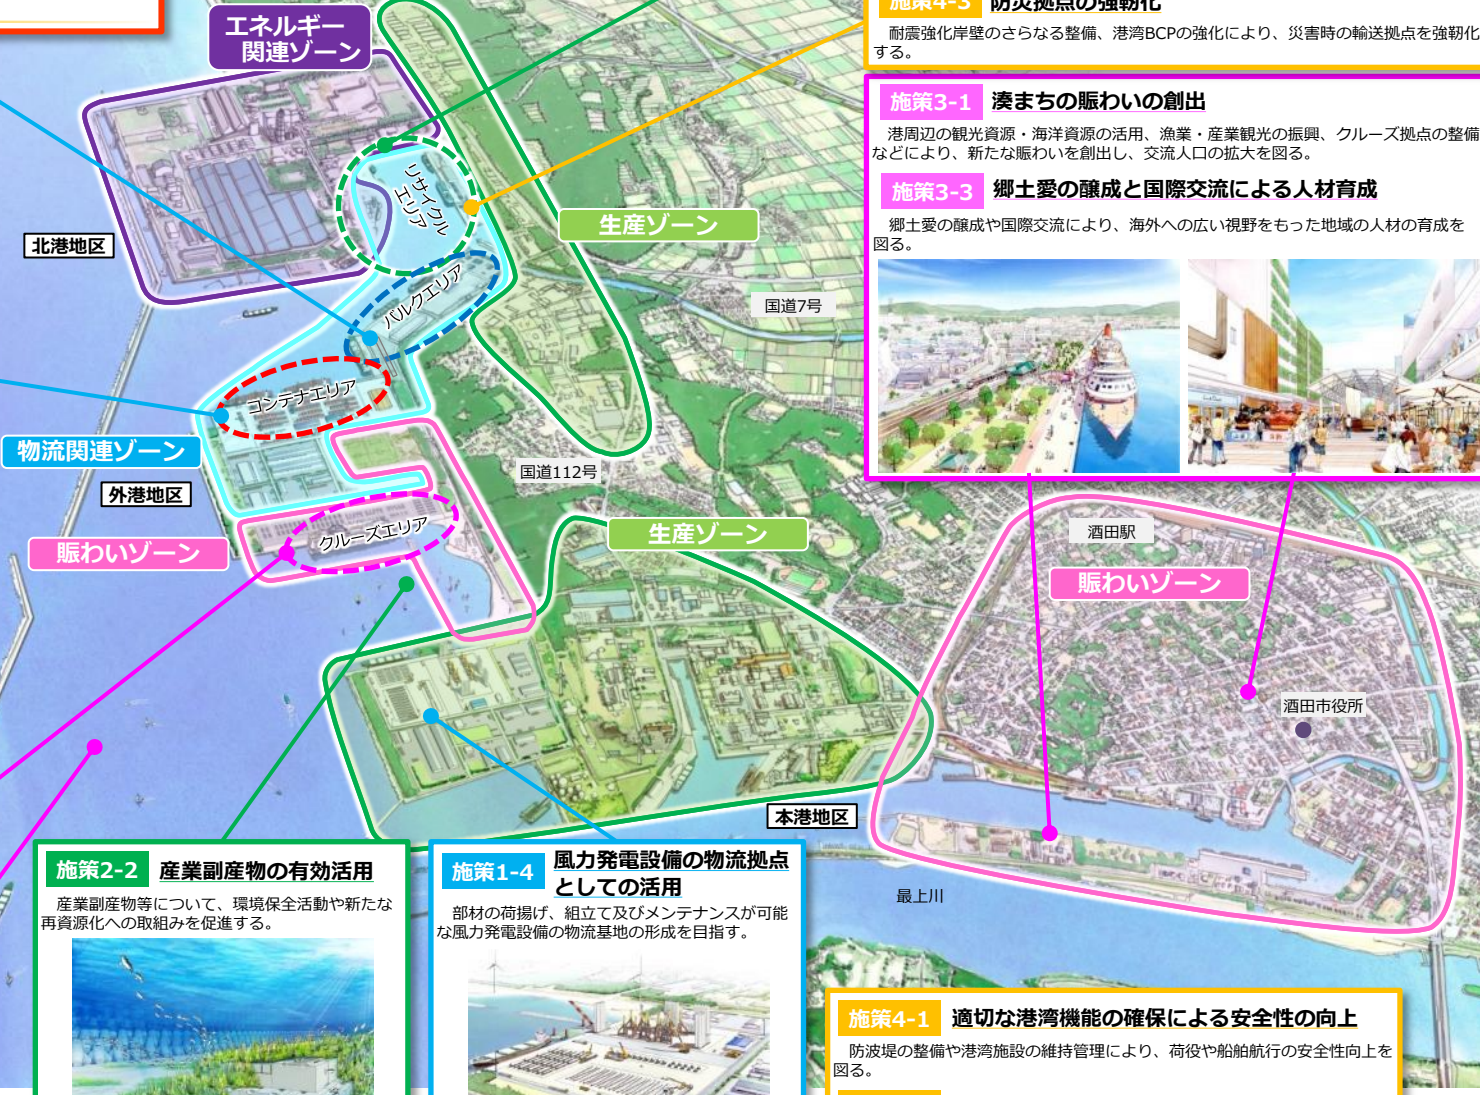 エネルギー
関連ゾーン
施策4-3 防災拠点の強靭化
耐震強化岸壁のさらなる整備、港湾BCPの強化により、災害時の輸送拠点を強靭化
する。
施策3-1 湊まちの賑わいの創出
港周辺の観光資源・海洋資源の活用、漁業・産業観光の振興、クルーズ拠点の整備
などにより、新たな賑わいを創出し、交流人口の拡大を図る。
施策3-3 郷土愛の醸成と国際交流による人材育成
郷土愛の醸成や国際交流により、海外への広い視野をもった地域の人材の育成を
図る。
リサイクル
エリア
生産ゾーン
北港地区
バルクエリア
国道7号
コンテナエリア
物流関連ゾーン
国道112号
外港地区
クルーズエリア
生産ゾーン
賑わいゾーン
酒田駅
賑わいゾーン
酒田市役所
本港地区
最上川
施策2-2 産業副産物の有効活用
産業副産物等について、環境保全活動や新たな
再資源化への取組みを促進する。
施策1-4 風力発電設備の物流拠点
としての活用
部材の荷揚げ、組立て及びメンテナンスが可能
な風力発電設備の物流基地の形成を目指す。
施策4-1 適切な港湾機能の確保による安全性の向上
防波堤の整備や港湾施設の維持管理により、荷役や船舶航行の安全性向上を
図る。